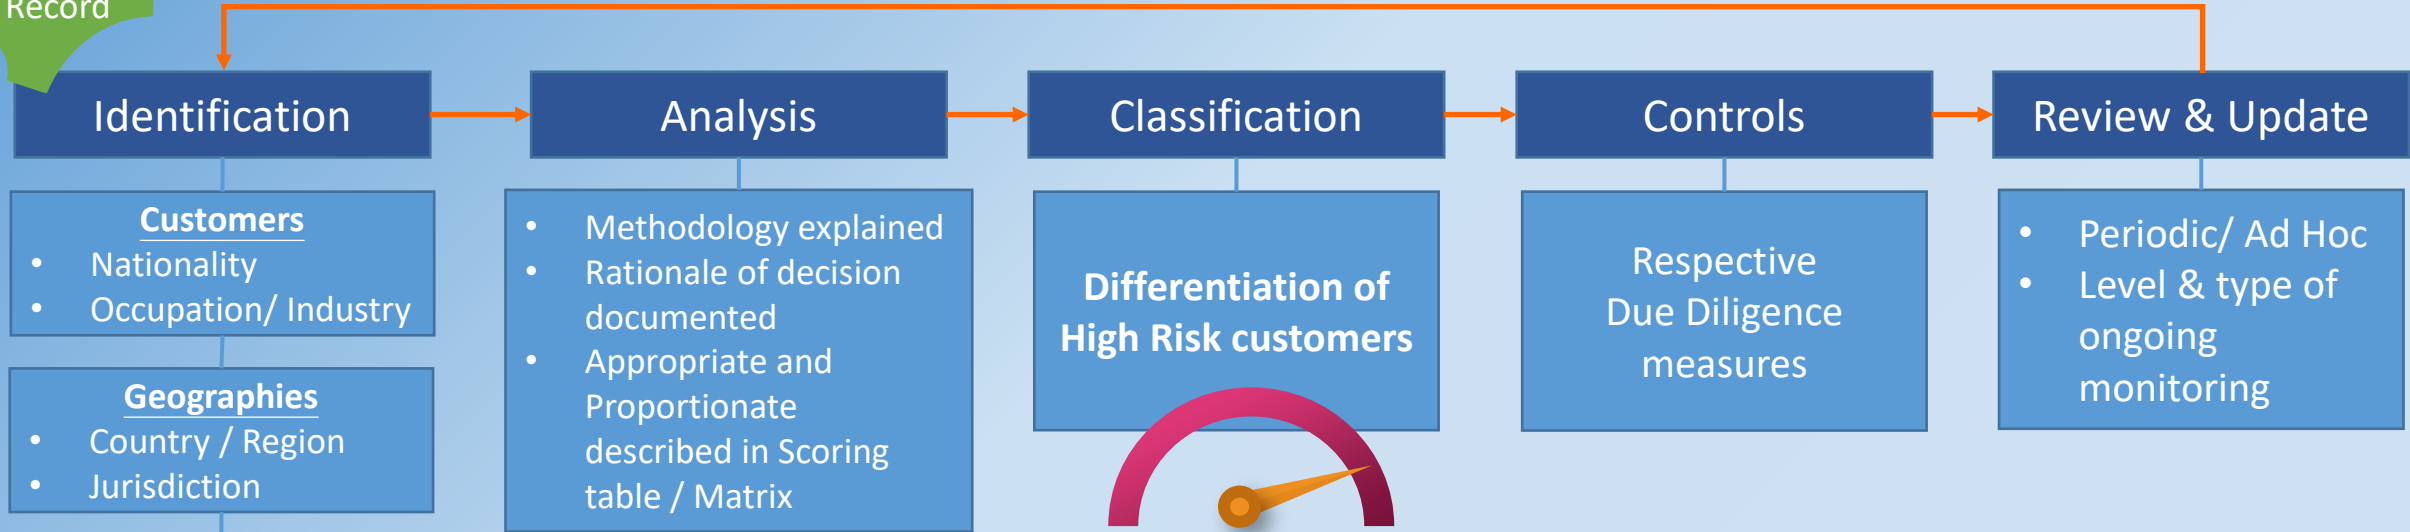 Record
Identification
Analysis
Classification
Controls
Review & Update
Customers
• Nationality
• Occupation/ Industry
Geographies
• Country / Region
• Jurisdiction
• Methodology explained
• Rationale of decision
documented
• Appropriate and
Proportionate
described in Scoring
table / Matrix
Differentiation of
High Risk customers
Respective
Due Diligence
measures
• Periodic/ Ad Hoc
• Level & type of
ongoing
monitoring